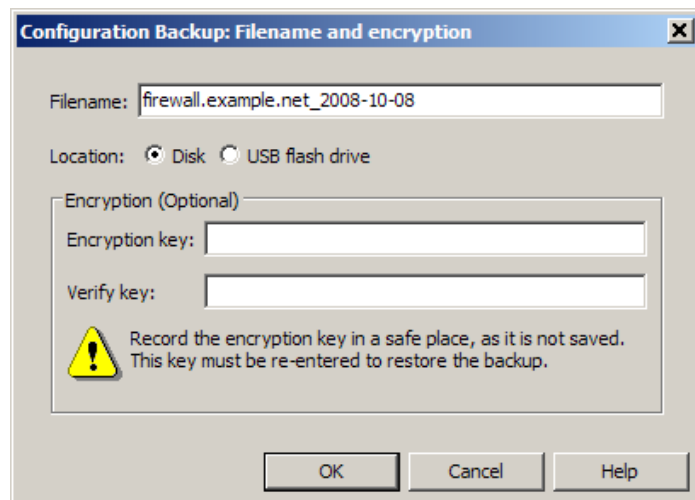 Configuration Backup: Filename and encryption
Filename: firewall.example.net_2008-10-08
Location: Disk USB flash drive
Encryption (Optional)
Encryption key:
Verify key:
Record the encryption key in a safe place, as it is not saved.
This key must be re-entered to restore the backup.
OK Cancel Help